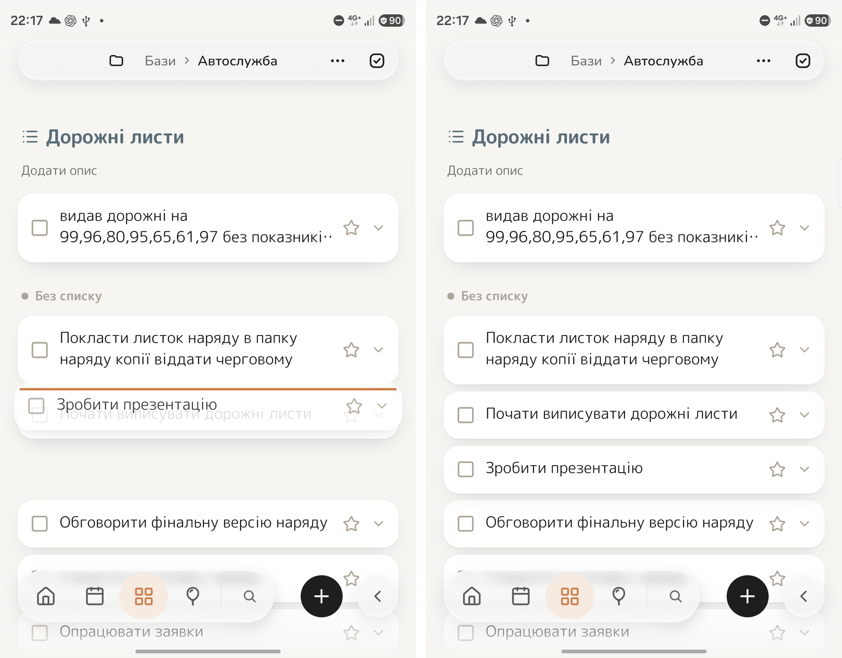 22:17
4G+
90
Бази > Автослужба
Дорожні листи
Додати опис
видав дорожні на
99,96,80,95,65,61,97 без показникі··
Без списку
Покласти листок наряду в папку
наряду копії віддати черговому
Зробити презентацію
Почати виписувати дорожні листи
Обговорити фінальну версію наряду
Опрацювати заявки
22:17
4G+
90
Бази > Автослужба
Дорожні листи
Додати опис
видав дорожні на
99,96,80,95,65,61,97 без показникі··
Без списку
Покласти листок наряду в папку
наряду копії віддати черговому
Почати виписувати дорожні листи
Зробити презентацію
Обговорити фінальну версію наряду
Опрацювати заявки